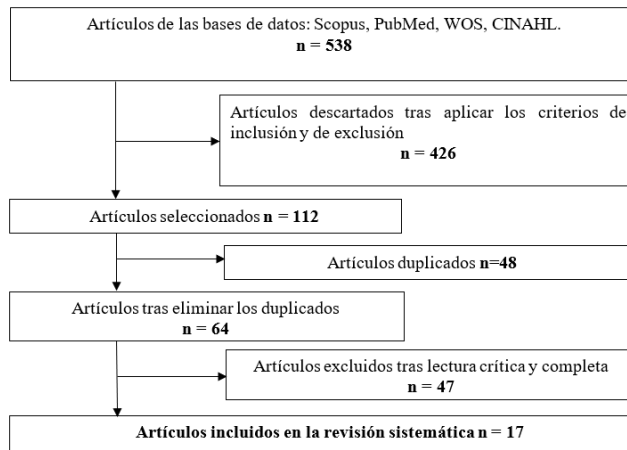 Artículos de las bases de datos: Scopus, PubMed, WOS, CINAHL.
n = 538
Artículos descartados tras aplicar los criterios de
inclusión y de exclusión
n = 426
Artículos seleccionados n = 112
Artículos duplicados n=48
Artículos tras eliminar los duplicados
n = 64
Artículos excluidos tras lectura crítica y completa
n = 47
Artículos incluidos en la revisión sistemática n = 17